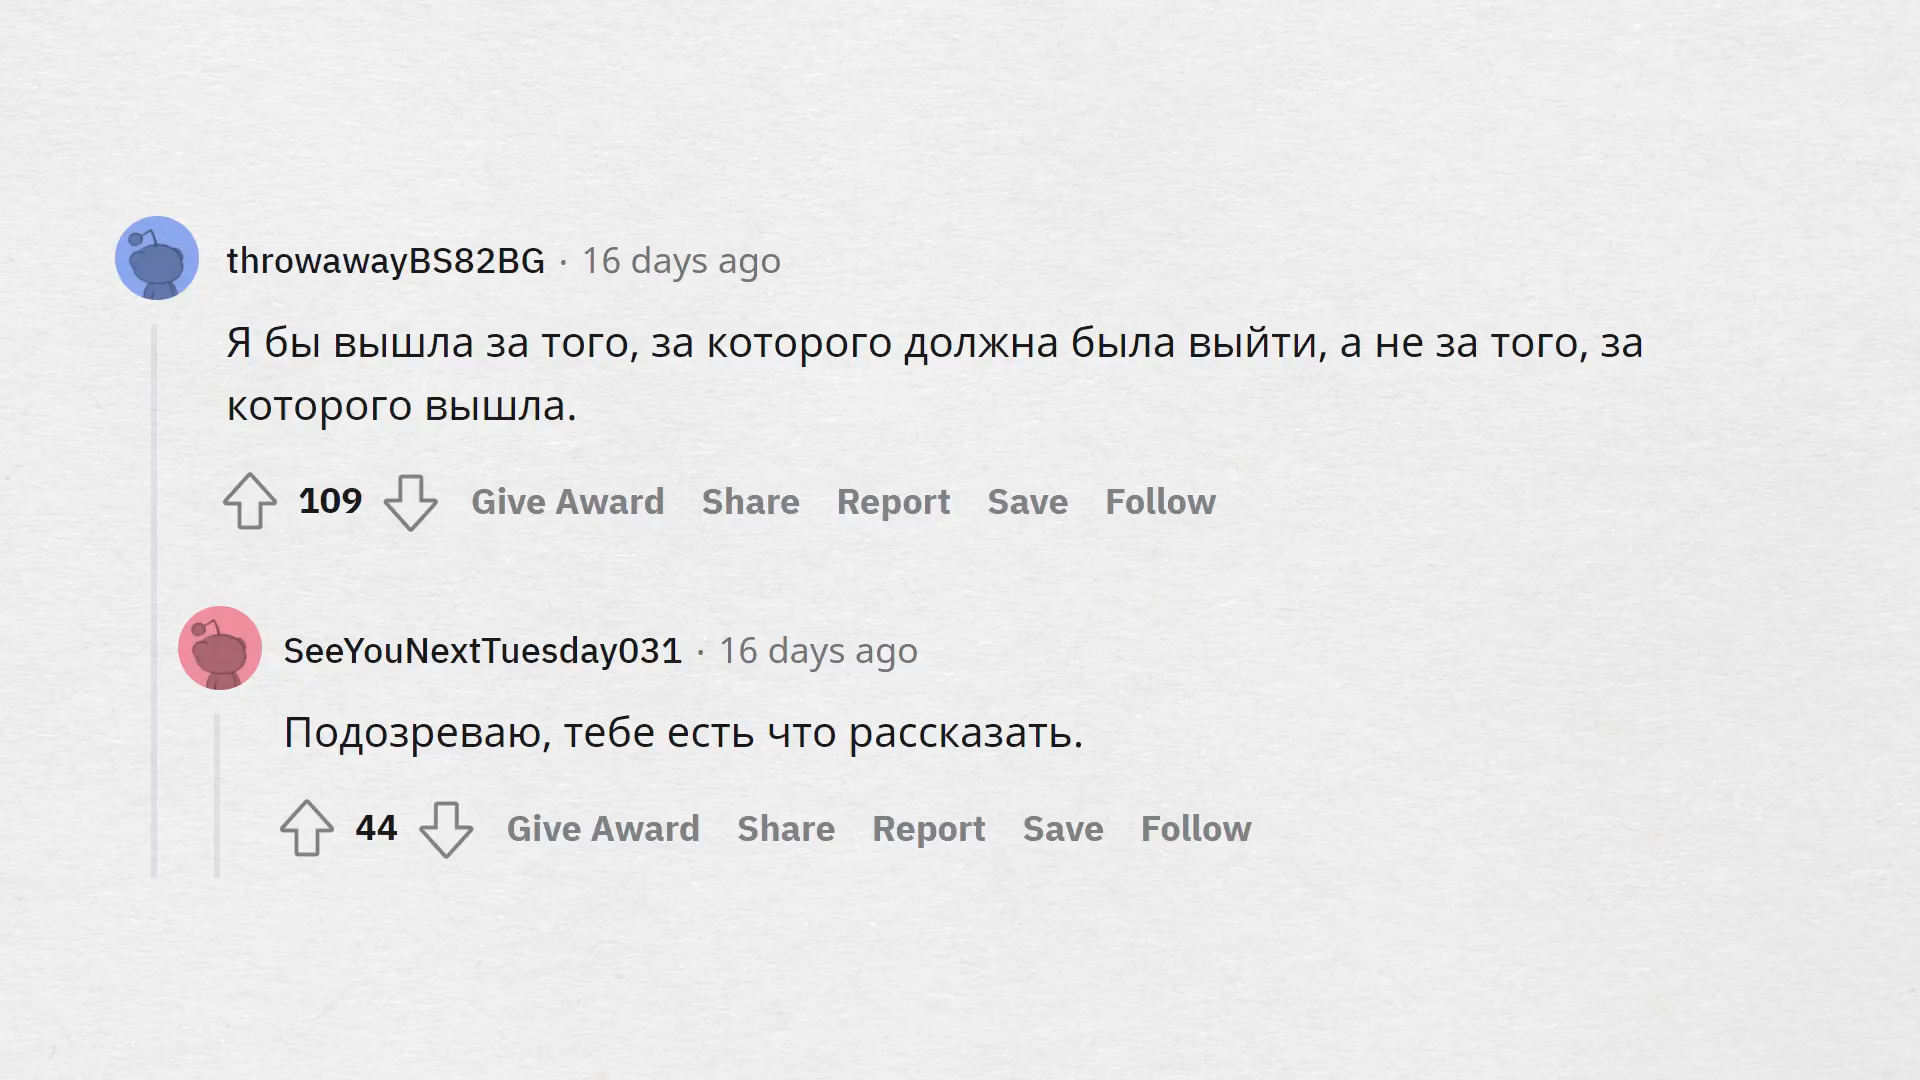 throwawayBS82BG · 16 days ago
Я бы вышла за того, за которого должна была выйти, а не за того, за
которого вышла.
109 Give Award Share Report Save Follow
SeeYouNextTuesday031 · 16 days ago
Подозреваю, тебе есть что рассказать.
44 Give Award Share Report Save Follow